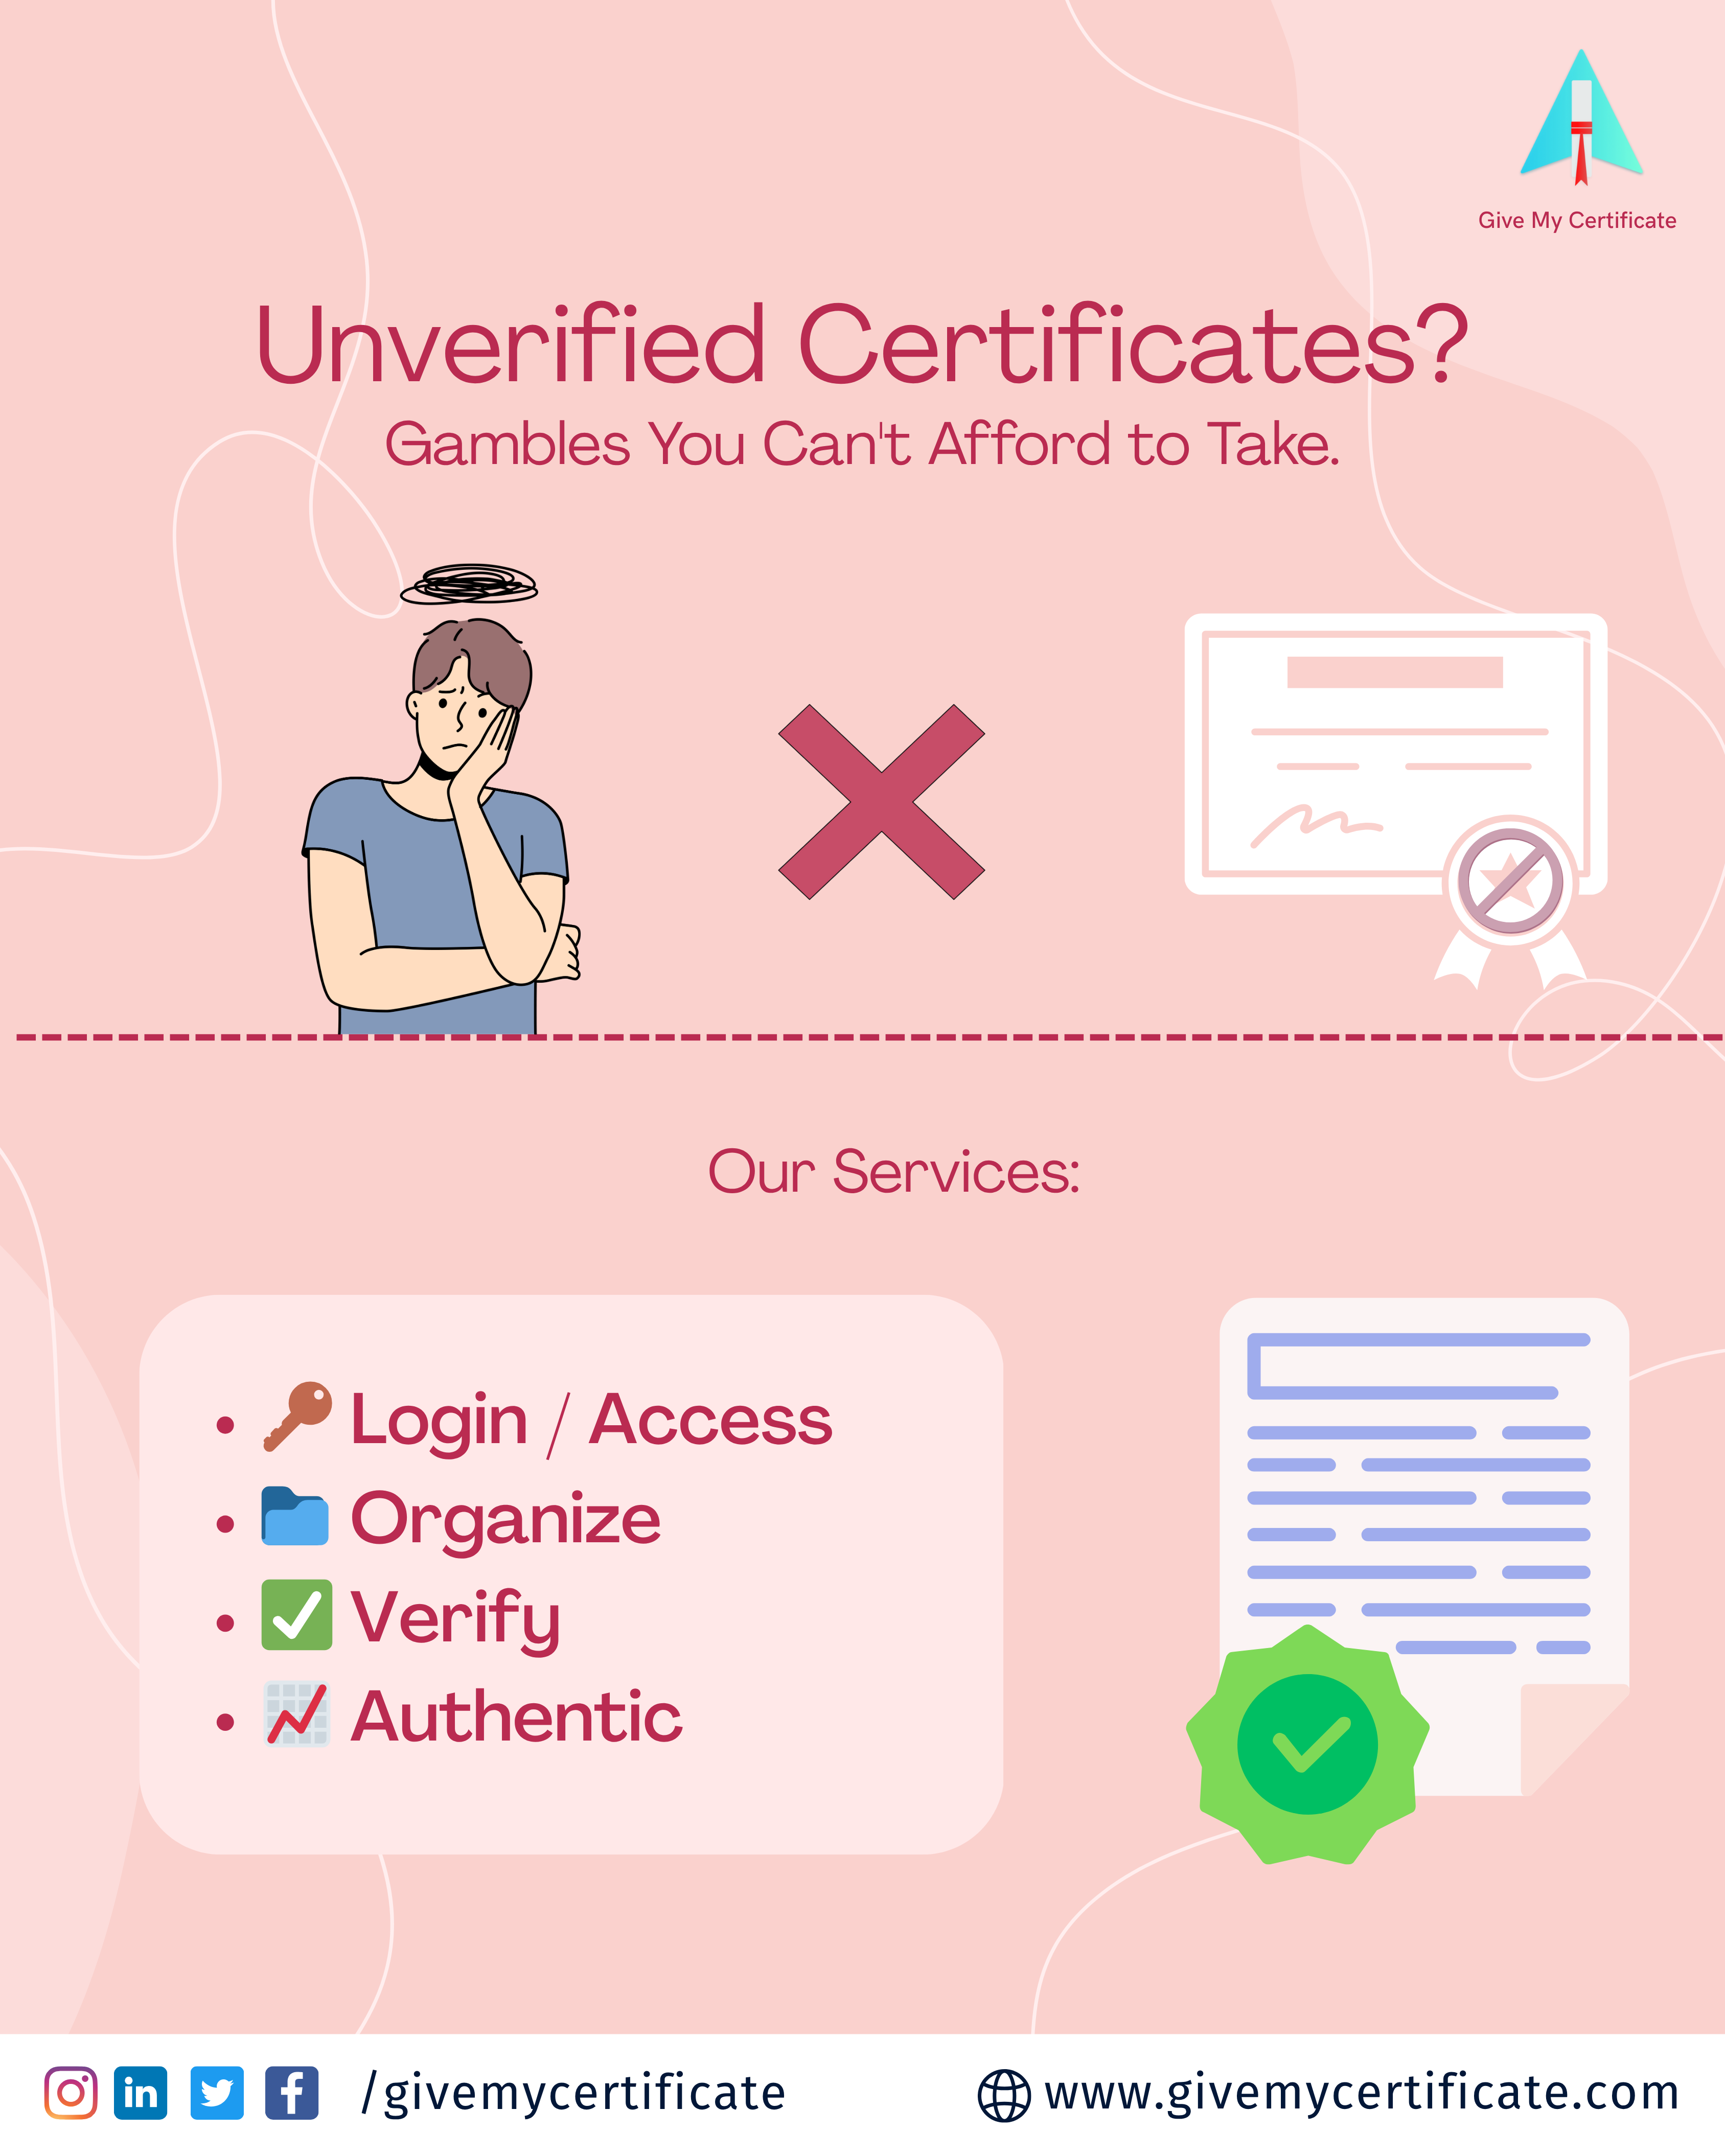 Give My Certificate
Unverified Certificates?
Gambles You Can't Afford to Take.
Our Services:
Login / Access
Organize
Verify
Authentic
/givemycertificate
www.givemycertificate.com